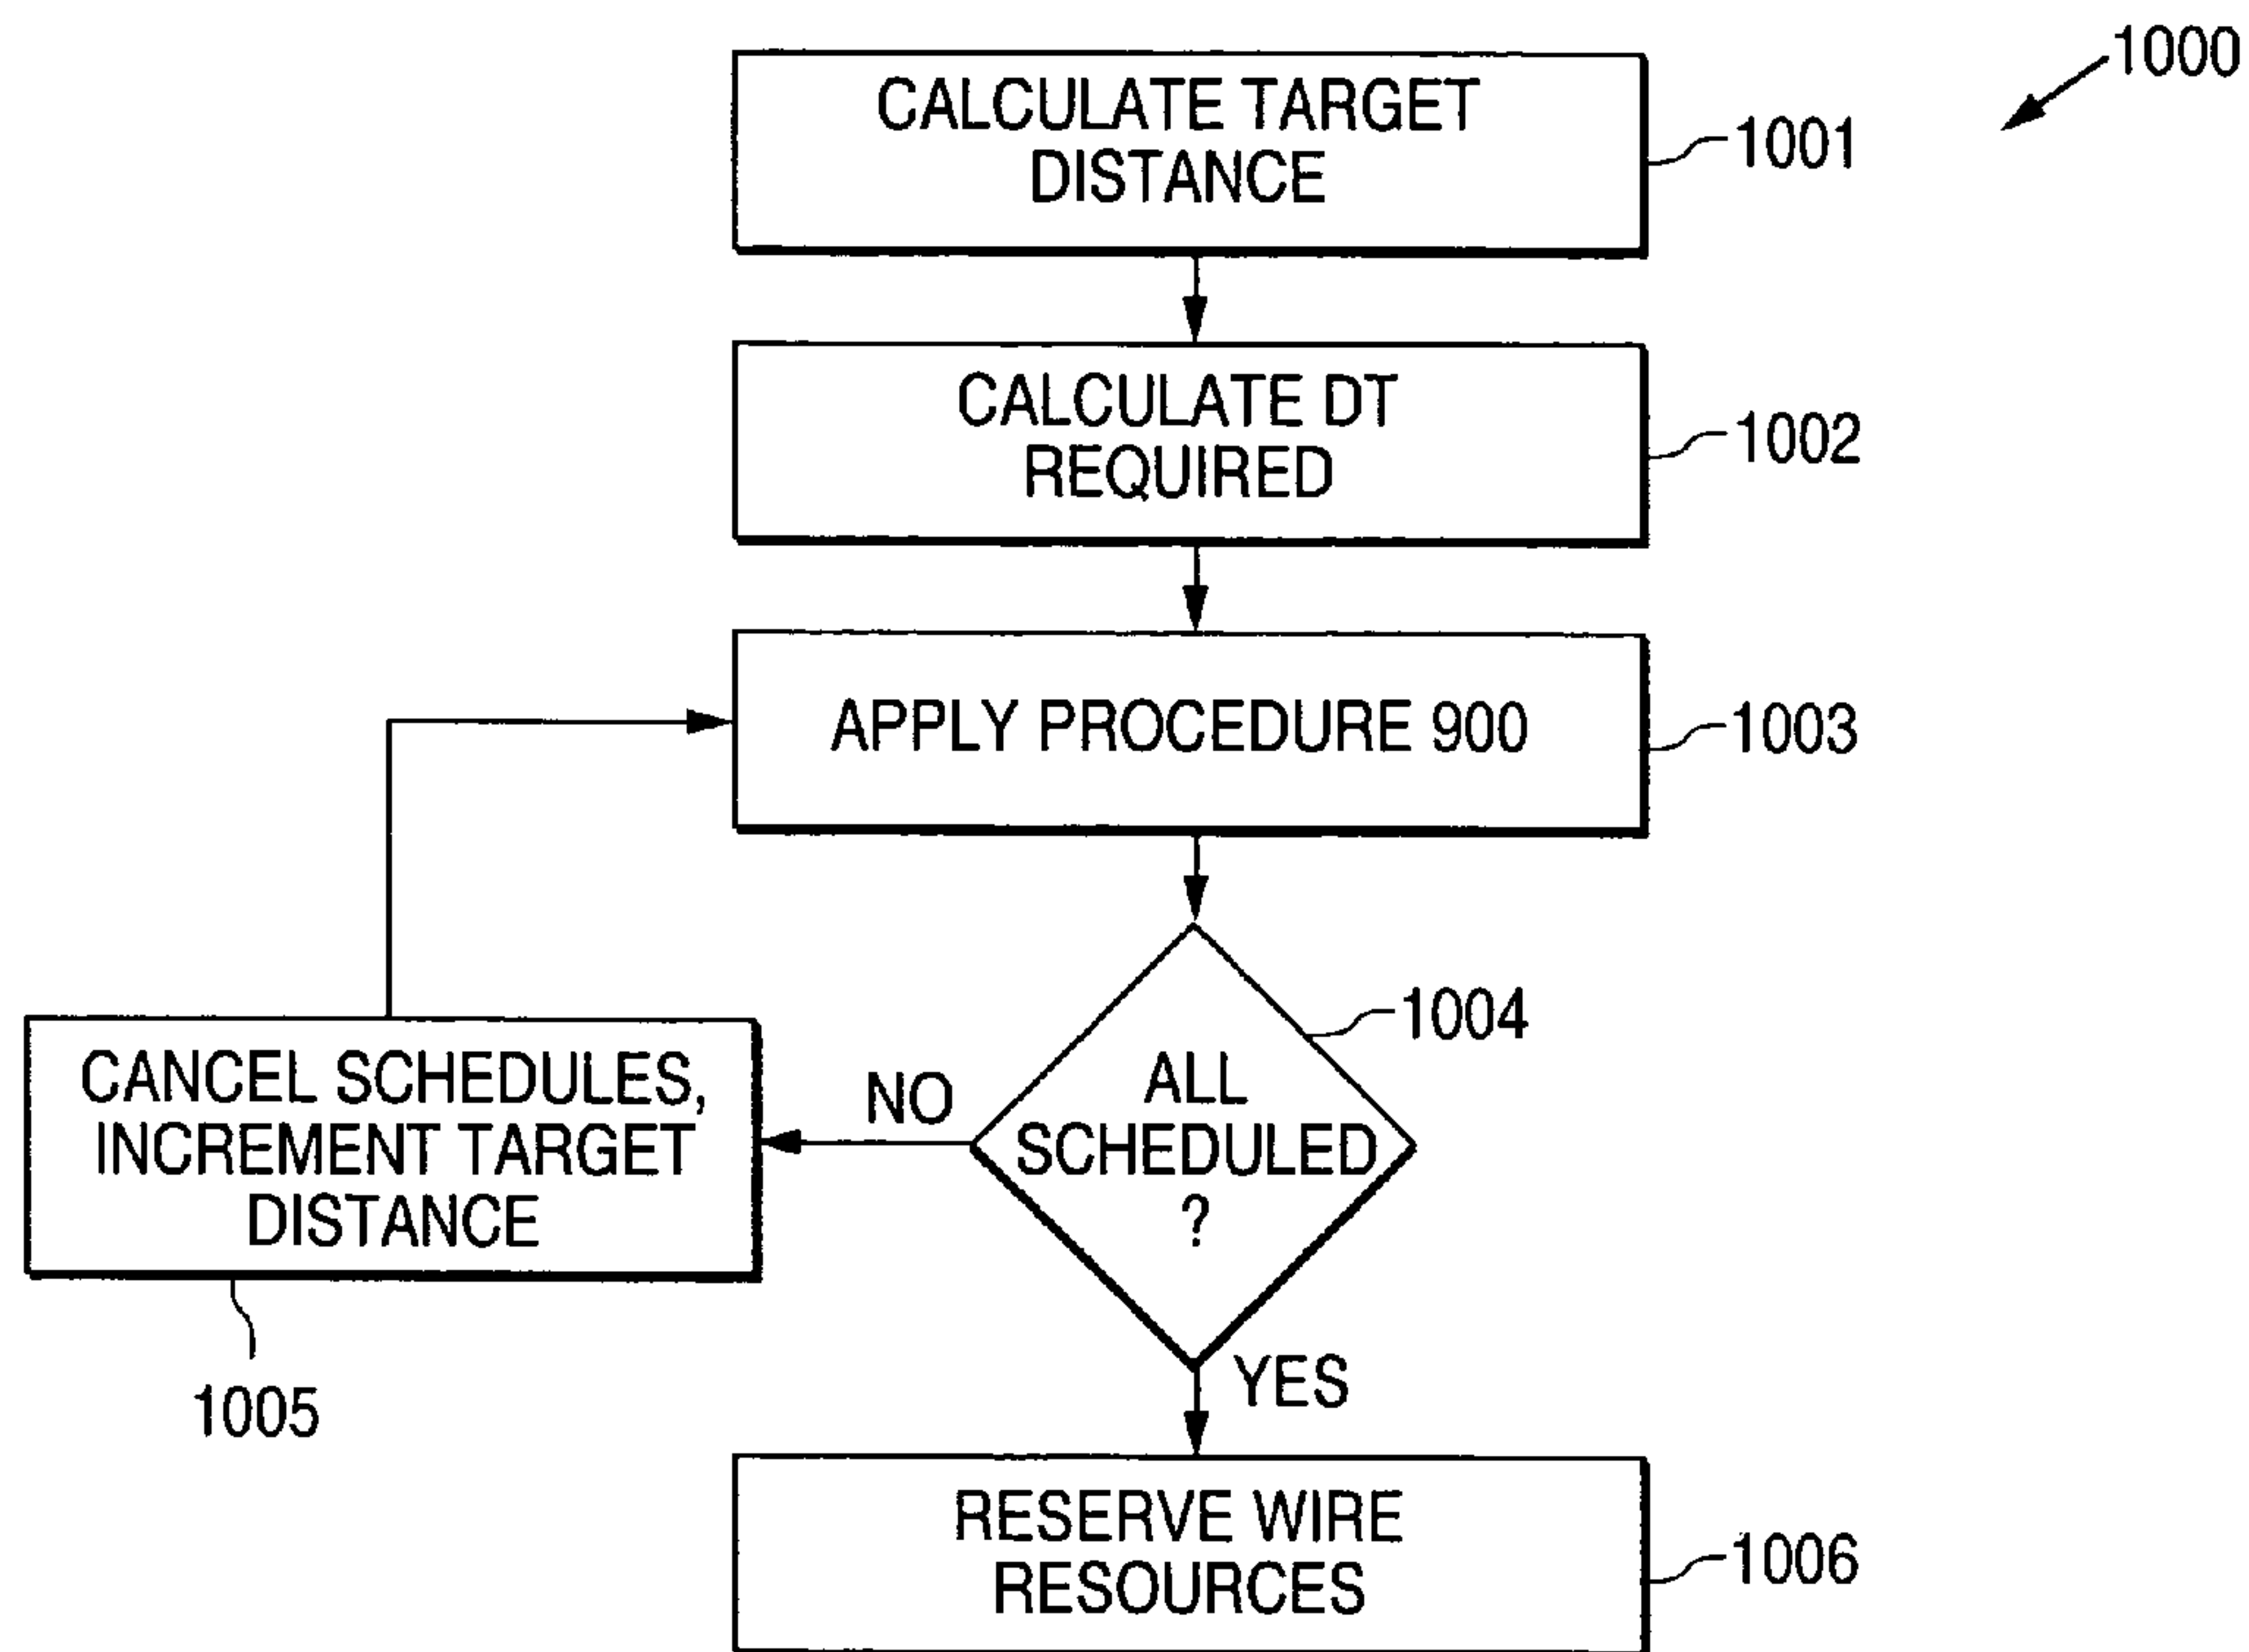 1000
CALCULATE TARGET
DISTANCE
1001
CALCULATE DT
REQUIRED
1002
APPLY PROCEDURE 900
1003
1004
ALL
SCHEDULED
?
NO
CANCEL SCHEDULES,
INCREMENT TARGET
DISTANCE
1005
YES
RESERVE WIRE
RESOURCES
1006